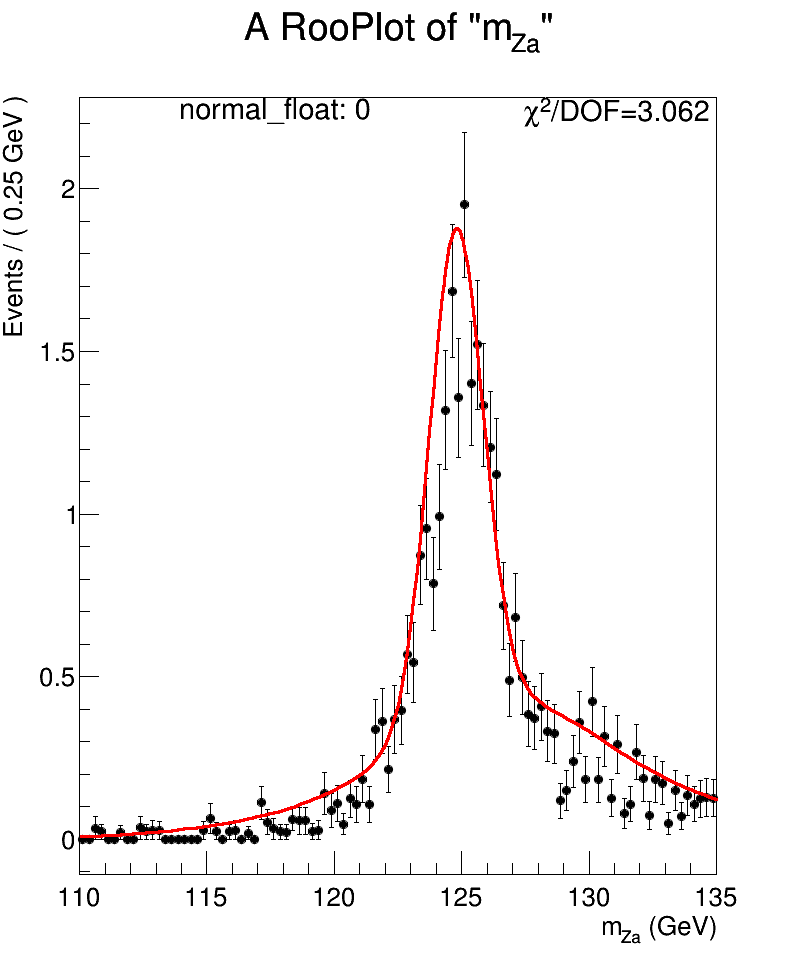 A RooPlot of "m_Za"
normal_float: 0
χ²/DOF=3.062
Events / ( 0.25 GeV )
2
1.5
1
0.5
0
110 115 120 125 130 135
m_Za (GeV)